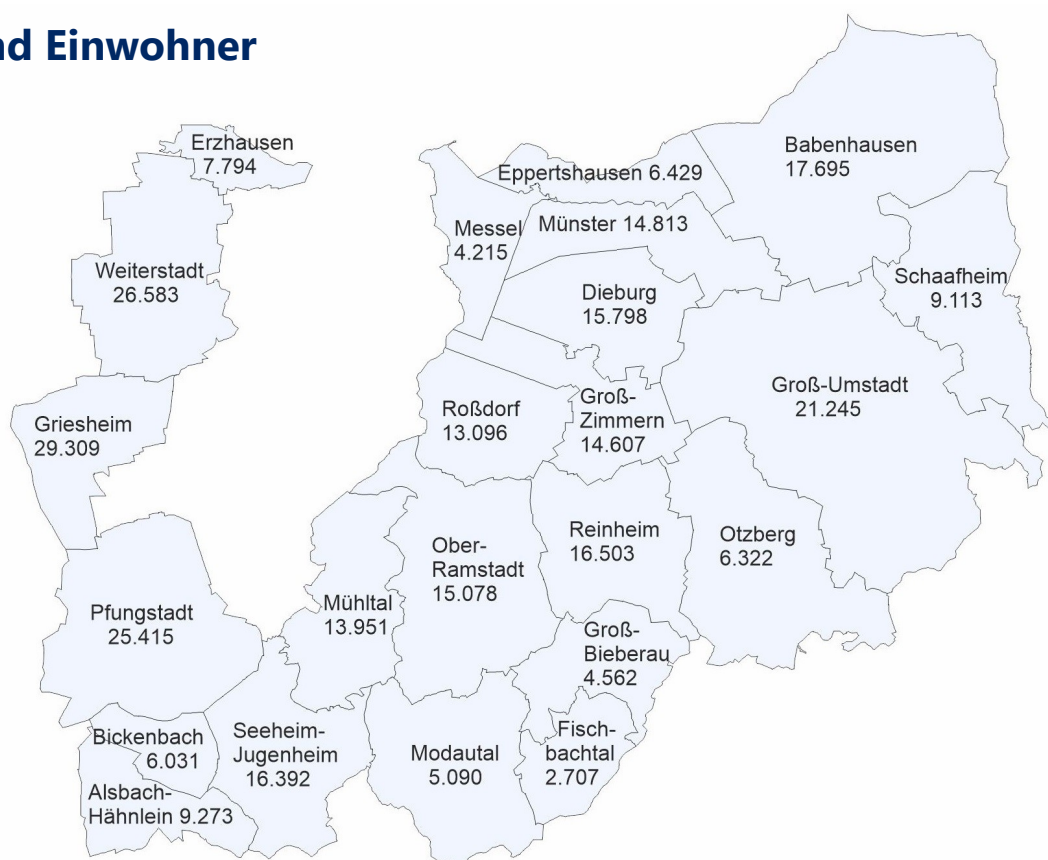 nd Einwohner
Erzhausen
7.794
Babenhausen
17.695
Eppertshausen 6.429
Messel
4.215
Münster 14.813
Weiterstadt
26.583
Schaafheim
9.113
Dieburg
15.798
Groß-Umstadt
21.245
Griesheim
29.309
Roßdorf
13.096
Groß-
Zimmern
14.607
Reinheim
16.503
Otzberg
6.322
Ober-
Ramstadt
15.078
Pfungstadt
25.415
Mühltal
13.951
Groß-
Bieberau
4.562
Bickenbach
6.031
Seeheim-
Jugenheim
16.392
Modautal
5.090
Fisch-
bachtal
2.707
Alsbach-
Hähnlein 9.273